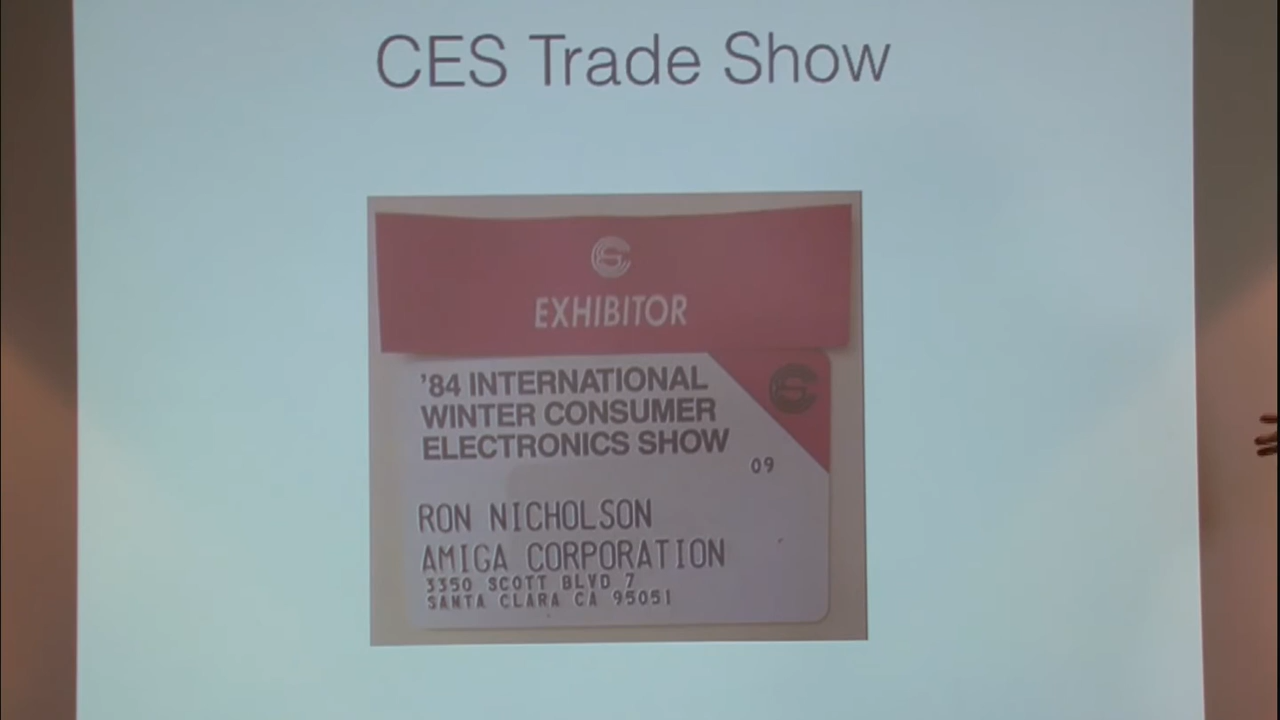 CES Trade Show
EXHIBITOR
'84 INTERNATIONAL
WINTER CONSUMER
ELECTRONICS SHOW
09
RON NICHOLSON
AMIGA CORPORATION
3350 SCOTT BLVD 7
SANTA CLARA CA 95051